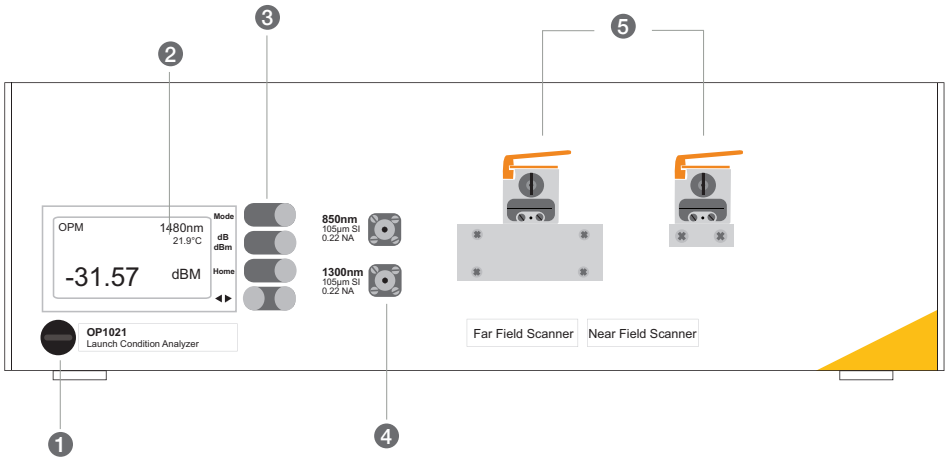 3
5
2
OPM
1480nm
21.9°C
-31.57
dBM
Mode
dB
dBm
Home
850nm
105µm SI
0.22 NA
1300nm
105µm SI
0.22 NA
OP1021
Launch Condition Analyzer
Far Field Scanner
Near Field Scanner
1
4